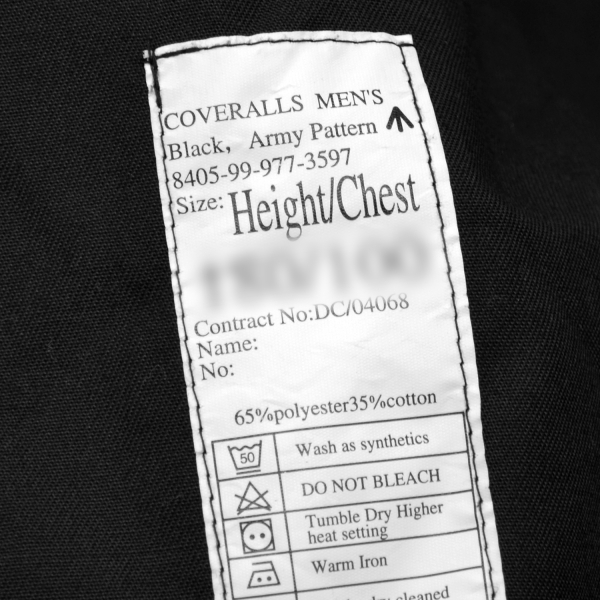 COVERALLS MEN'S
Black, Army Pattern
8405-99-977-3597
Size: Height/Chest
Contract No:DC/04068
Name:
No:
65%polyester35%cotton
50
Wash as synthetics
DO NOT BLEACH
Tumble Dry Higher
heat setting
Warm Iron
cleaned